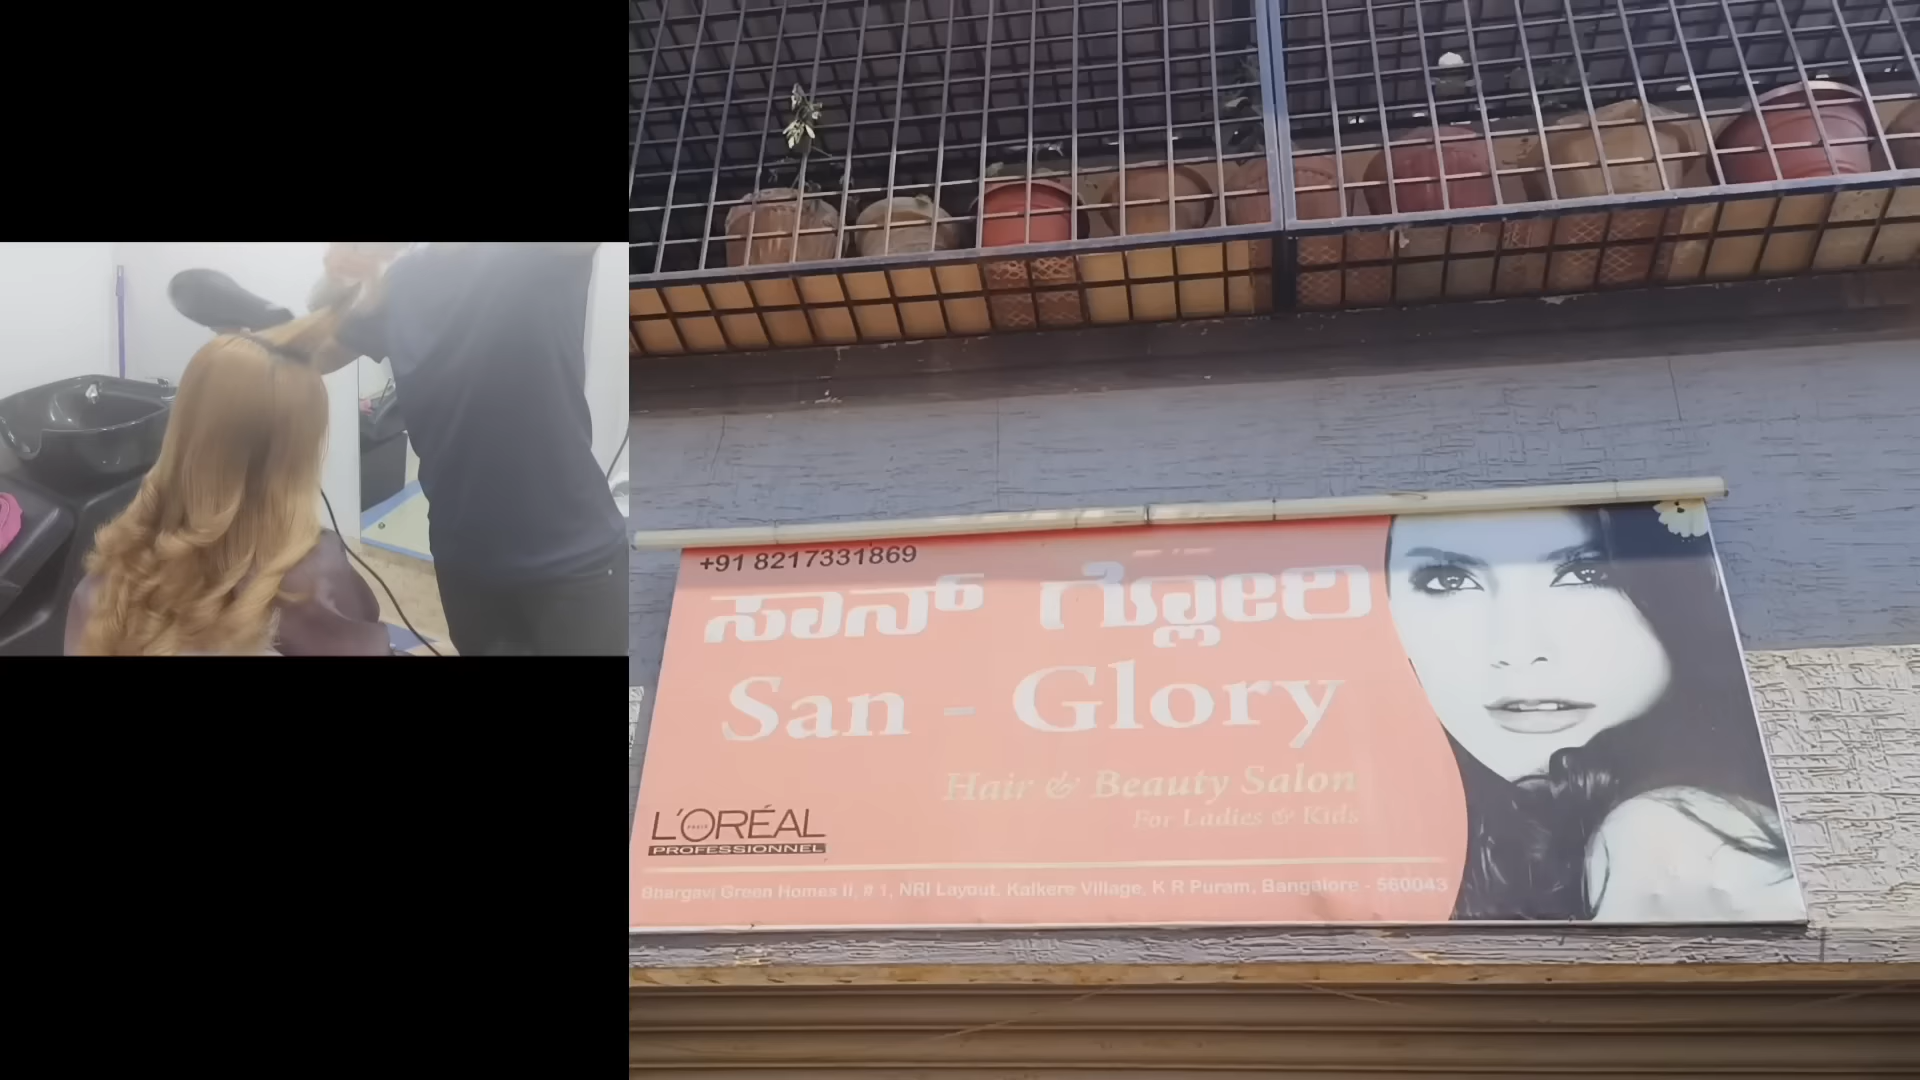 +91 8217331869
ಸಾನ್ ಗ್ಲೋರಿ
San - Glory
Hair & Beauty Salon
For Ladies & Kids
L'ORÉAL
PARIS
PROFESSIONNEL
Bhargavi Green Homes II, # 1, NRI Layout, Kalkere Village, K R Puram, Bangalore - 560043